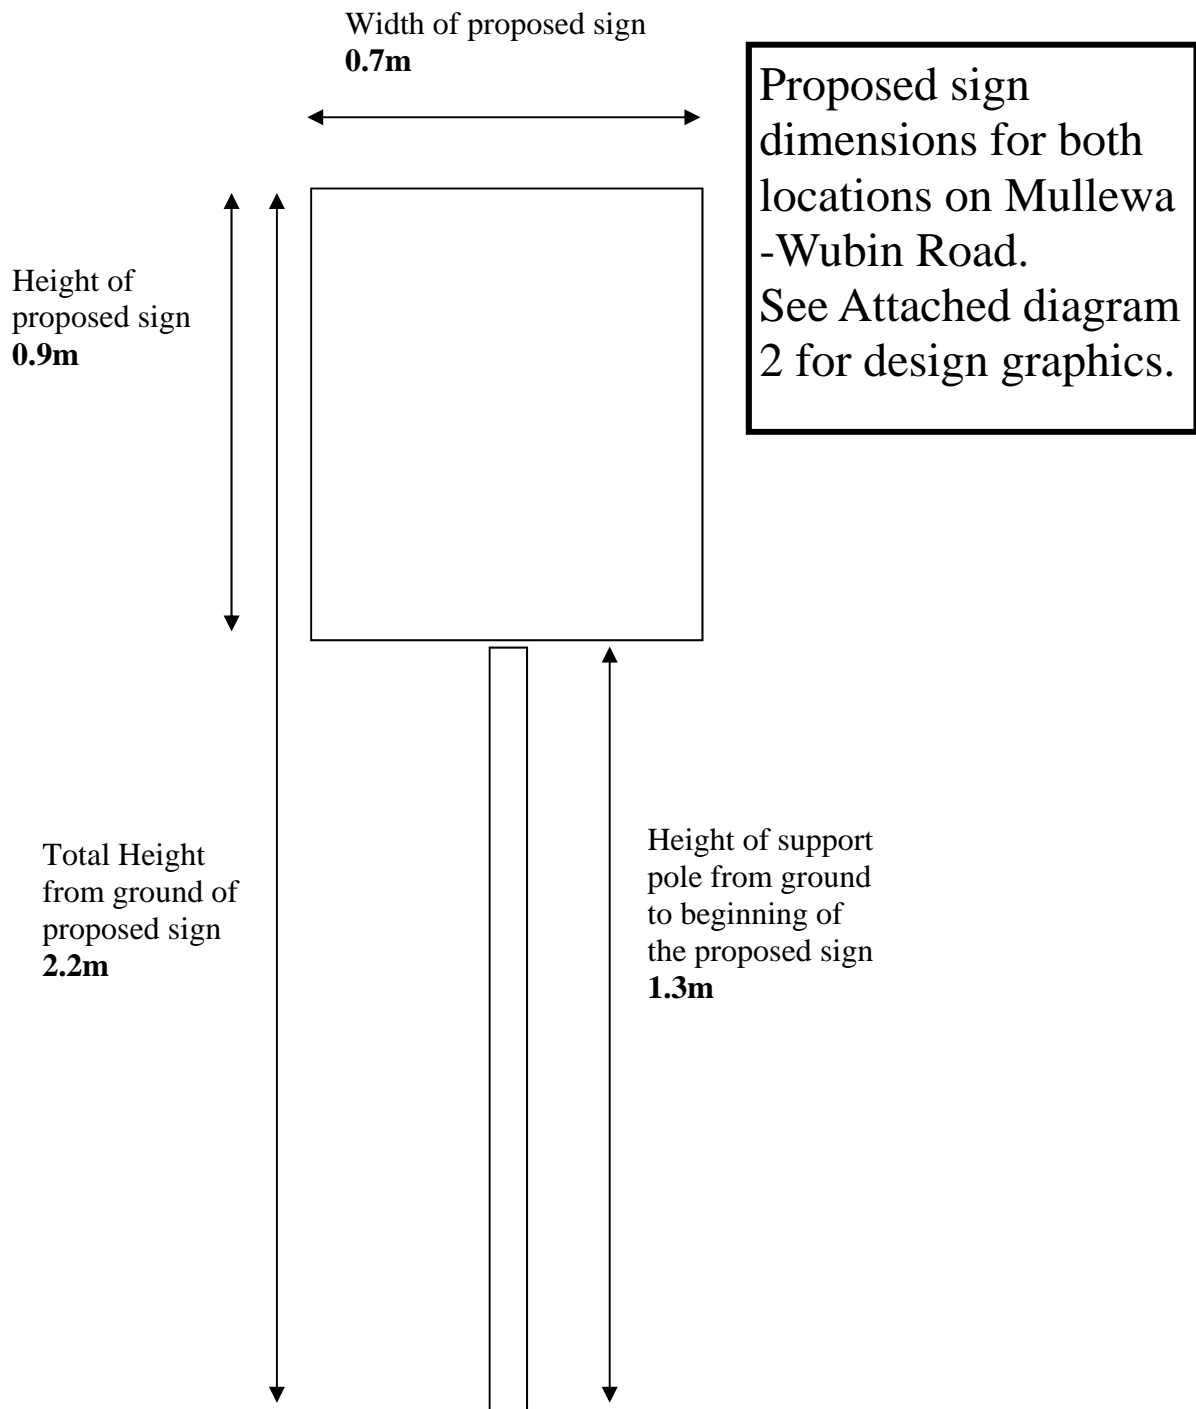 Width of proposed sign
0.7m
Proposed sign
dimensions for both
locations on Mullewa
-Wubin Road.
See Attached diagram
2 for design graphics.
Height of
proposed sign
0.9m
Total Height
from ground of
proposed sign
2.2m
Height of support
pole from ground
to beginning of
the proposed sign
1.3m